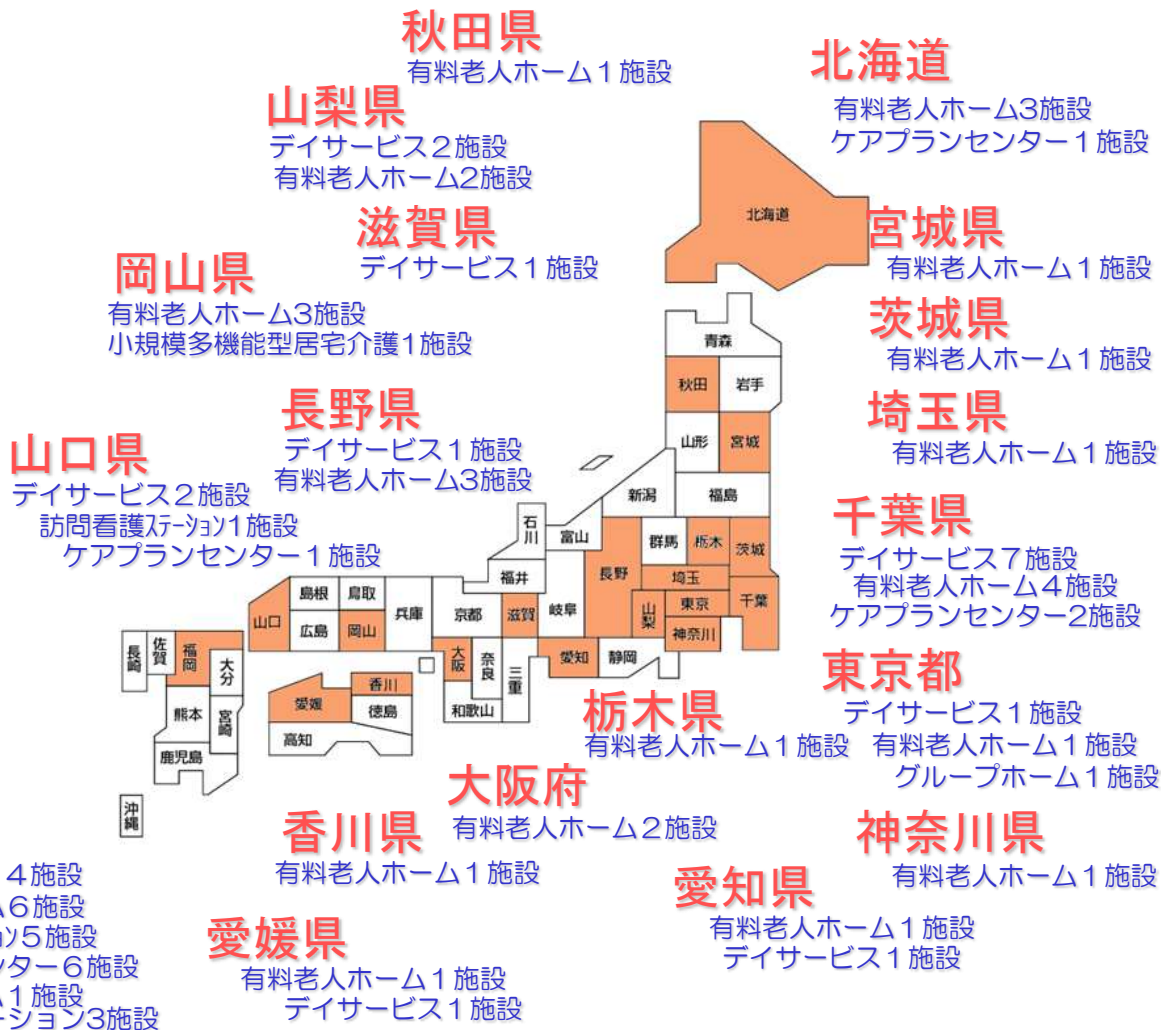 秋田県
有料老人ホーム１施設
北海道
有料老人ホーム3施設
ケアプランセンター１施設
山梨県
デイサービス２施設
有料老人ホーム2施設
滋賀県
デイサービス１施設
宮城県
有料老人ホーム１施設
岡山県
有料老人ホーム3施設
小規模多機能型居宅介護1施設
茨城県
有料老人ホーム１施設
長野県
デイサービス１施設
有料老人ホーム3施設
埼玉県
有料老人ホーム１施設
山口県
デイサービス２施設
訪問看護ｽﾃｰｼｮﾝ1施設
ケアプランセンター１施設
千葉県
デイサービス７施設
有料老人ホーム４施設
ケアプランセンター2施設
東京都
デイサービス１施設
有料老人ホーム１施設
グループホーム１施設
栃木県
有料老人ホーム１施設
大阪府
有料老人ホーム２施設
香川県
有料老人ホーム１施設
神奈川県
有料老人ホーム１施設
愛知県
有料老人ホーム１施設
デイサービス１施設
愛媛県
有料老人ホーム１施設
デイサービス１施設
４施設
ム６施設
ｮﾝ５施設
ンター６施設
ム１施設
ーション3施設
北海道
青森
秋田
岩手
山形
宮城
新潟
福島
石川
富山
群馬
栃木
茨城
長野
埼玉
福井
岐阜
山梨
東京
千葉
神奈川
島根
鳥取
兵庫
京都
滋賀
山口
広島
岡山
大阪
奈良
三重
愛知
静岡
和歌山
長崎
佐賀
福岡
大分
熊本
宮崎
鹿児島
愛媛
香川
徳島
高知
沖縄